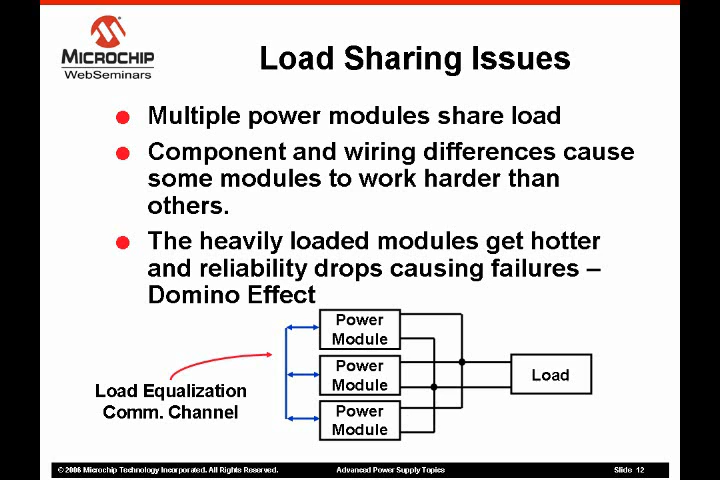 MICROCHIP
WebSeminars
Load Sharing Issues
Multiple power modules share load
Component and wiring differences cause
some modules to work harder than
others.
The heavily loaded modules get hotter
and reliability drops causing failures –
Domino Effect
Power
Module
Power
Module
Power
Module
Load
Load Equalization
Comm. Channel
© 2006 Microchip Technology Incorporated. All Rights Reserved. Advanced Power Supply Topics Slide 12